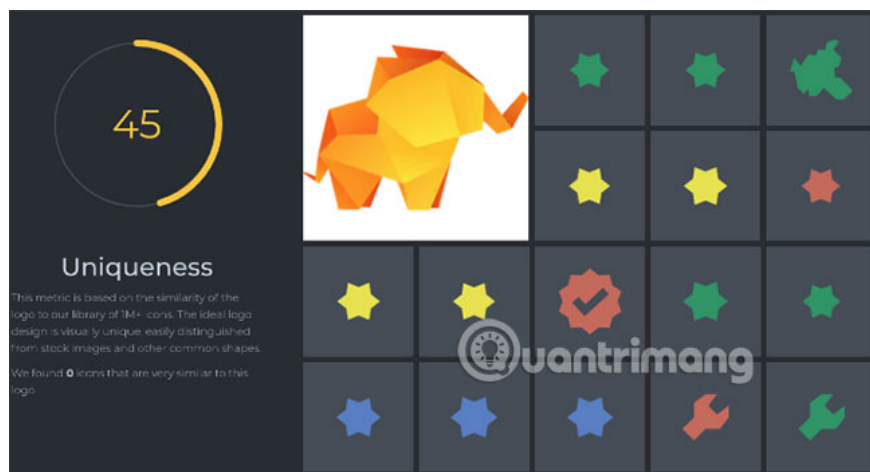 45
Uniqueness
This metric is based on the similarity of the
logo to our library of 1M+ icons. The ideal logo
design is visually unique, easily distinguished
from stock images and other common shapes.
We found 0 icons that are very similar to this
logo
Quantrimang